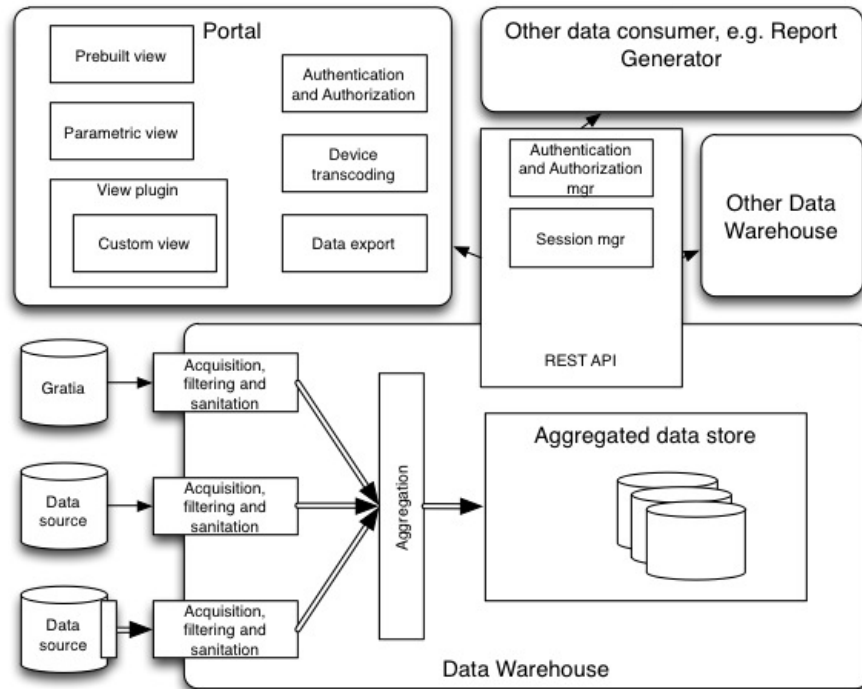 Portal
Prebuilt view
Parametric view
View plugin
Custom view
Authentication
and Authorization
Device
transcoding
Data export
Other data consumer, e.g. Report
Generator
Authentication
and Authorization
mgr
Session mgr
REST API
Other Data
Warehouse
Gratia
Data
source
Data
source
Acquisition,
filtering and
sanitation
Acquisition,
filtering and
sanitation
Acquisition,
filtering and
sanitation
Aggregation
Aggregated data store
Data Warehouse